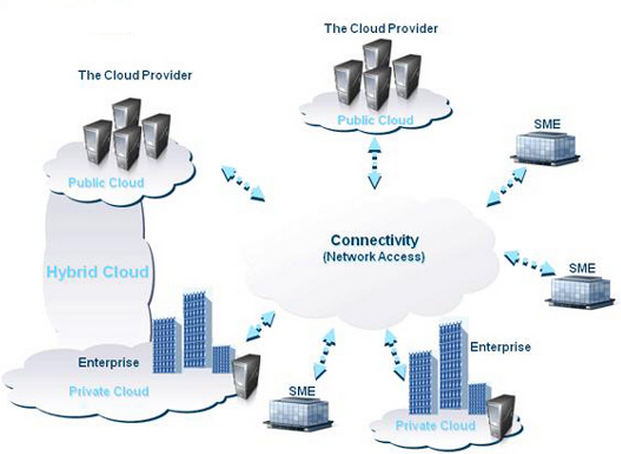 The Cloud Provider
Public Cloud
The Cloud Provider
Public Cloud
SME
Connectivity
(Network Access)
Hybrid Cloud
SME
Enterprise
Private Cloud
SME
Enterprise
Private Cloud